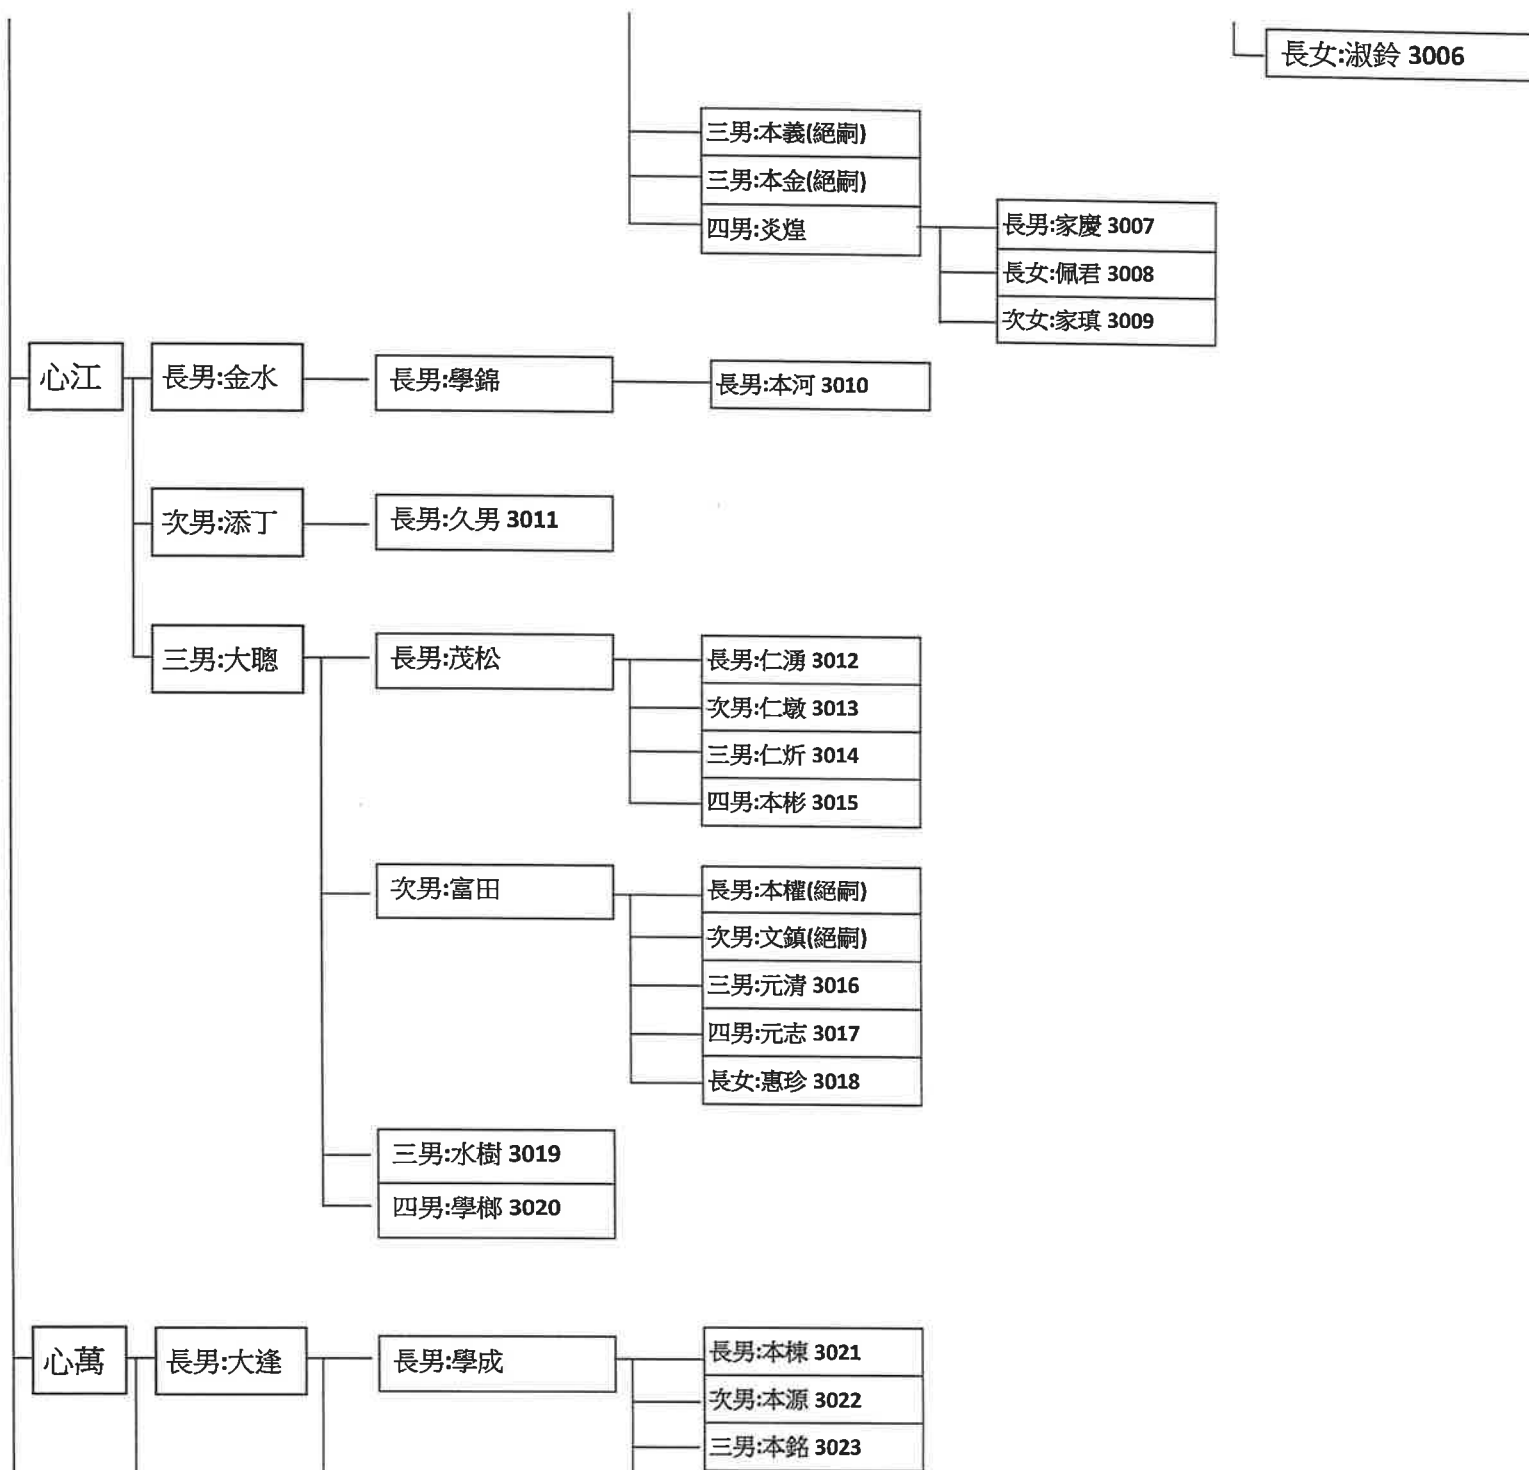 長女:淑鈴 3006
三男:本義(絕嗣)
三男:本金(絕嗣)
四男:炎煌
長男:家慶 3007
長女:佩君 3008
次女:家瑱 3009
心江
長男:金水
長男:學錦
長男:本河 3010
次男:添丁
長男:久男 3011
三男:大聰
長男:茂松
長男:仁湧 3012
次男:仁墩 3013
三男:仁炘 3014
四男:本彬 3015
次男:富田
長男:本權(絕嗣)
次男:文鎮(絕嗣)
三男:元清 3016
四男:元志 3017
長女:惠珍 3018
三男:水樹 3019
四男:學榔 3020
心萬
長男:大逢
長男:學成
長男:本棟 3021
次男:本源 3022
三男:本銘 3023